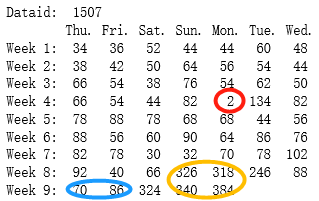 Dataid:  1507
         Thu.  Fri.  Sat.  Sun.  Mon.  Tue.  Wed.
Week 1:   34    36    52    44    44    60    48
Week 2:   38    42    50    64    56    54    44
Week 3:   66    54    38    76    54    62    50
Week 4:   66    54    44    82     2   134    82
Week 5:   78    88    78    68    68    44    56
Week 6:   88    56    60    90    64    86    76
Week 7:   82    78    30    32    70    78   102
Week 8:   92    40    66   326   318   246    88
Week 9:   70    86   324   340   384